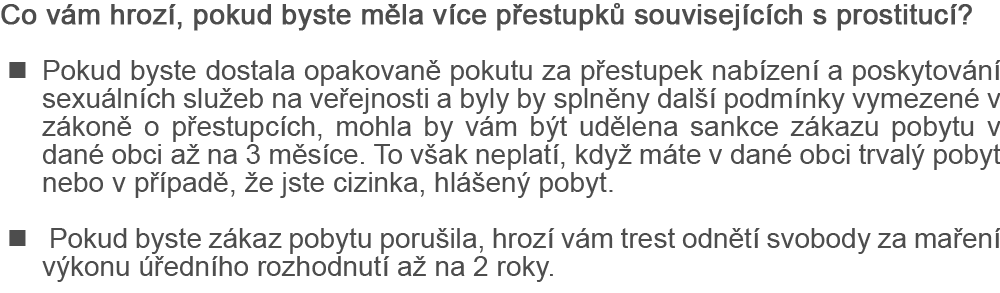 Co vám hrozí, pokud byste měla více přestupků souvisejících s prostitucí?
■ Pokud byste dostala opakovaně pokutu za přestupek nabízení a poskytování
sexuálních služeb na veřejnosti a byly by splněny další podmínky vymezené v
zákoně o přestupcích, mohla by vám být udělena sankce zákazu pobytu v
dané obci až na 3 měsíce. To však neplatí, když máte v dané obci trvalý pobyt
nebo v případě, že jste cizinka, hlášený pobyt.
■ Pokud byste zákaz pobytu porušila, hrozí vám trest odnětí svobody za maření
výkonu úředního rozhodnutí až na 2 roky.